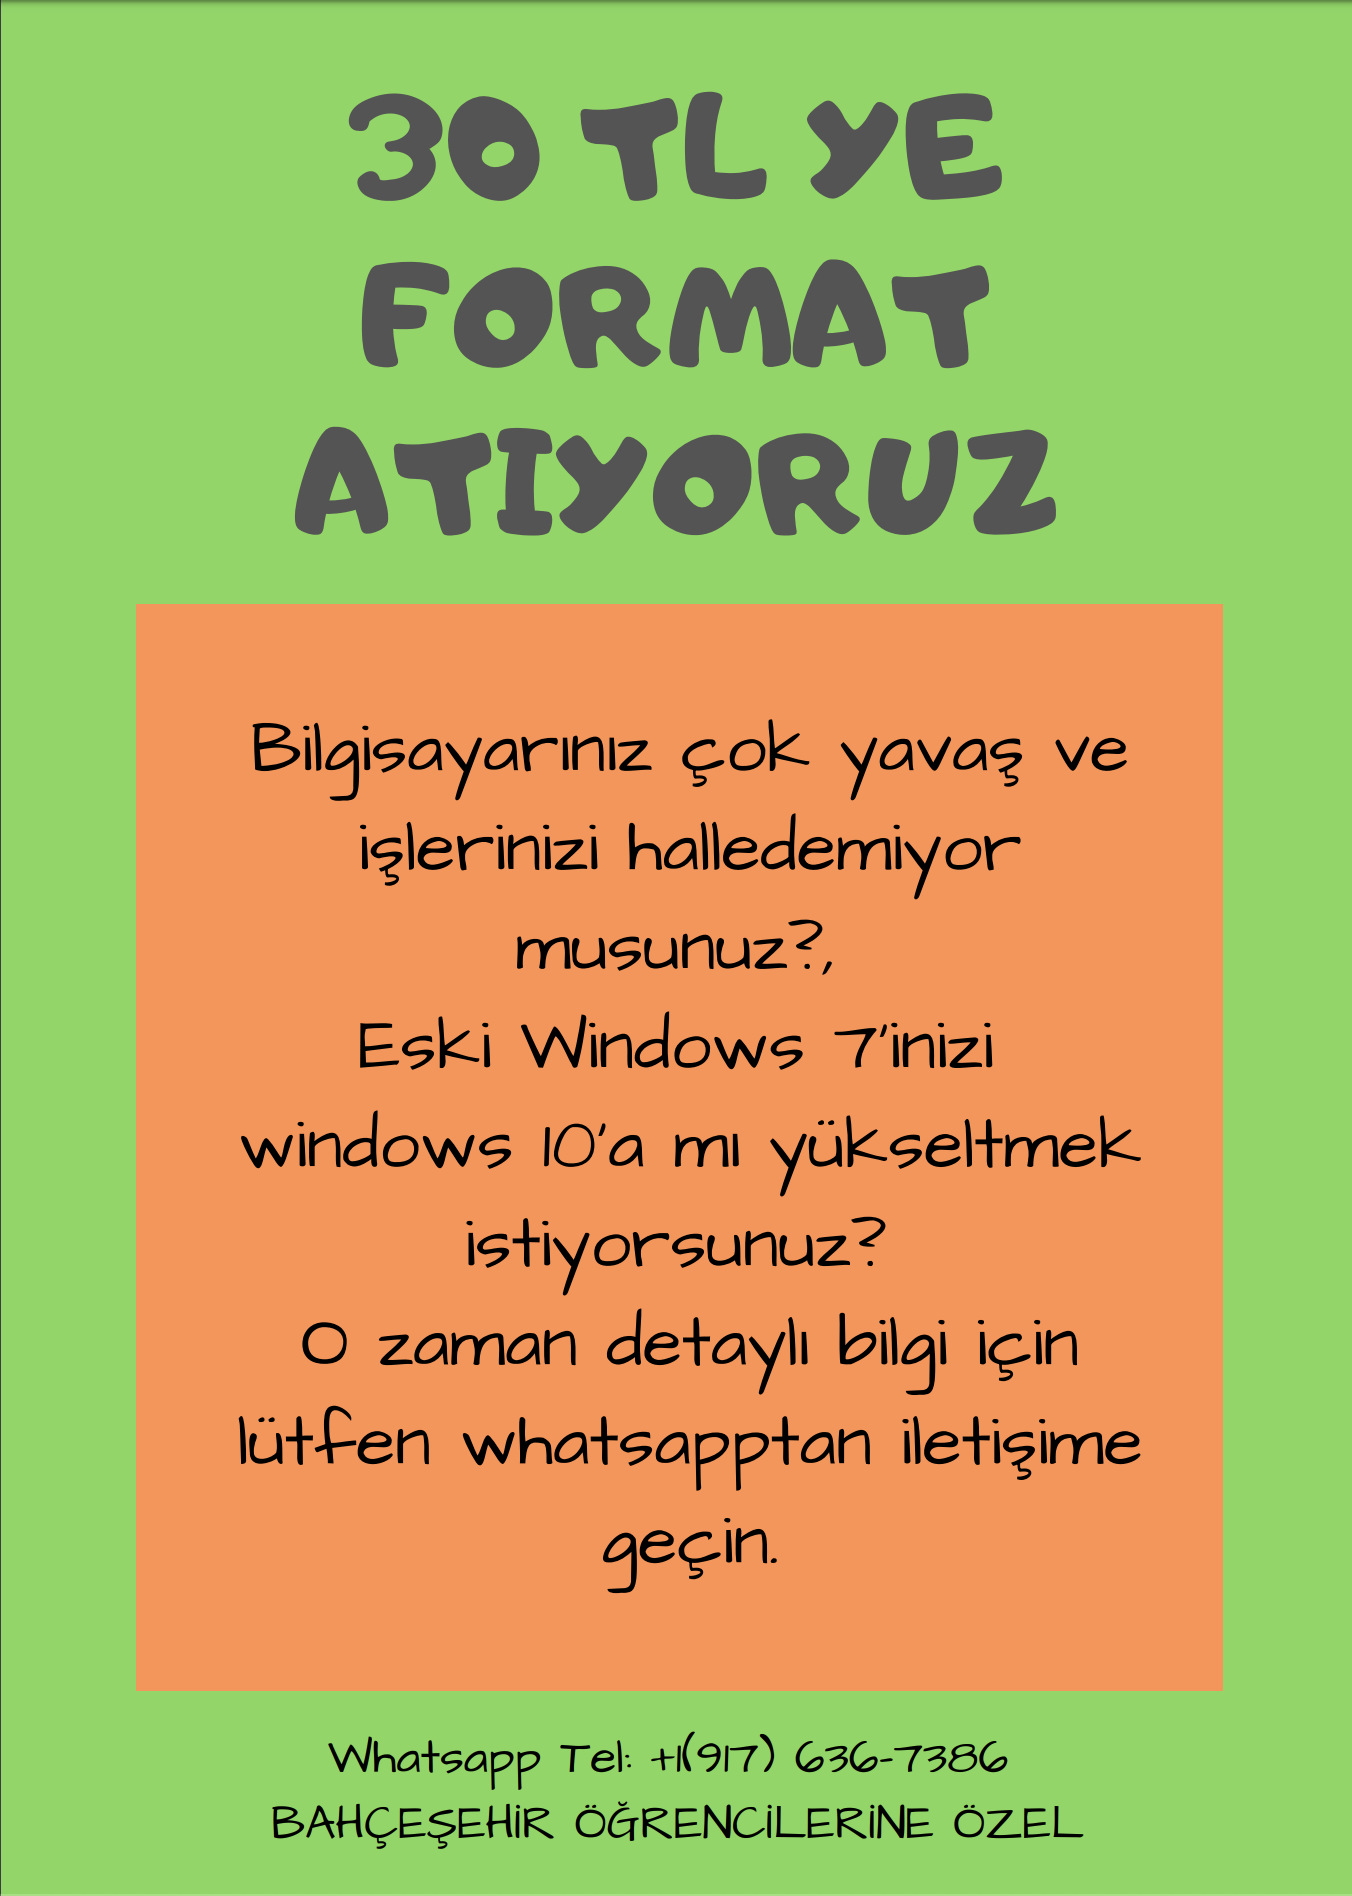 30 TL YE
FORMAT
ATIYORUZ
Bilgisayarınız çok yavaş ve
işlerinizi halledemiyor
musunuz?,
Eski Windows 7'inizi
windows 10'a mı yükseltmek
istiyorsunuz?
O zaman detaylı bilgi için
lütfen whatsapptan iletişime
geçin.
Whatsapp Tel: +1(917) 636-7386
BAHÇEŞEHİR ÖĞRENCİLERİNE ÖZEL